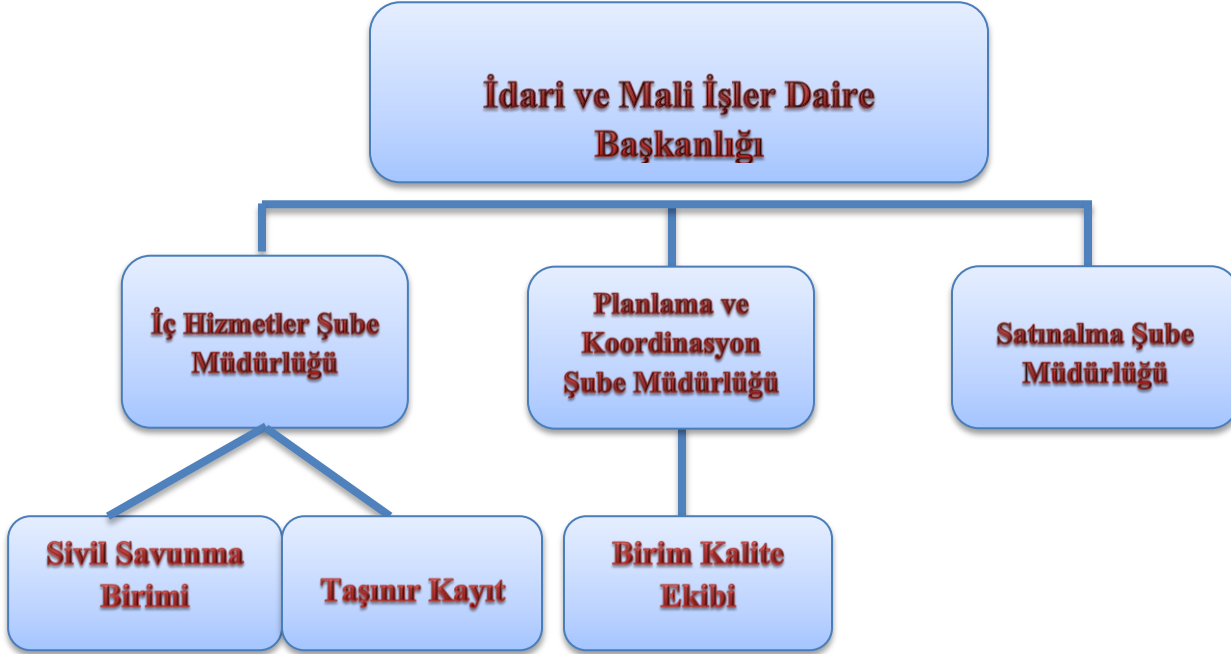 İdari ve Mali İşler Daire
Başkanlığı
İç Hizmetler Şube
Müdürlüğü
Planlama ve
Koordinasyon
Şube Müdürlüğü
Satınalma Şube
Müdürlüğü
Sivil Savunma
Birimi
Taşınır Kayıt
Birim Kalite
Ekibi